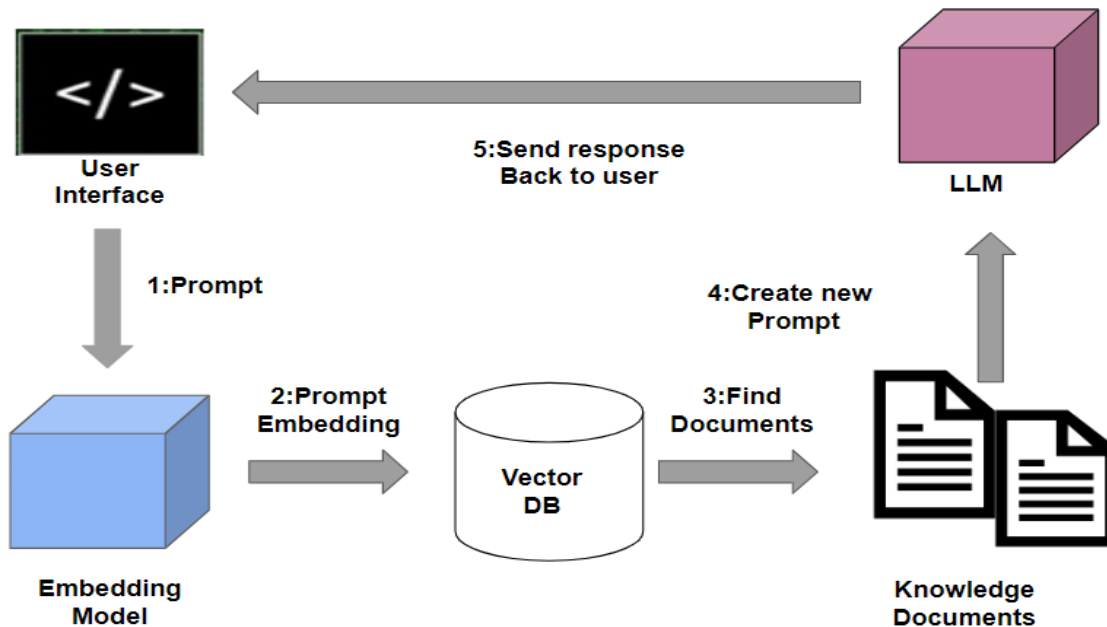 </>
User
Interface
5:Send response
Back to user
LLM
1:Prompt
4:Create new
Prompt
2:Prompt
Embedding
3:Find
Documents
Vector
DB
Embedding
Model
Knowledge
Documents